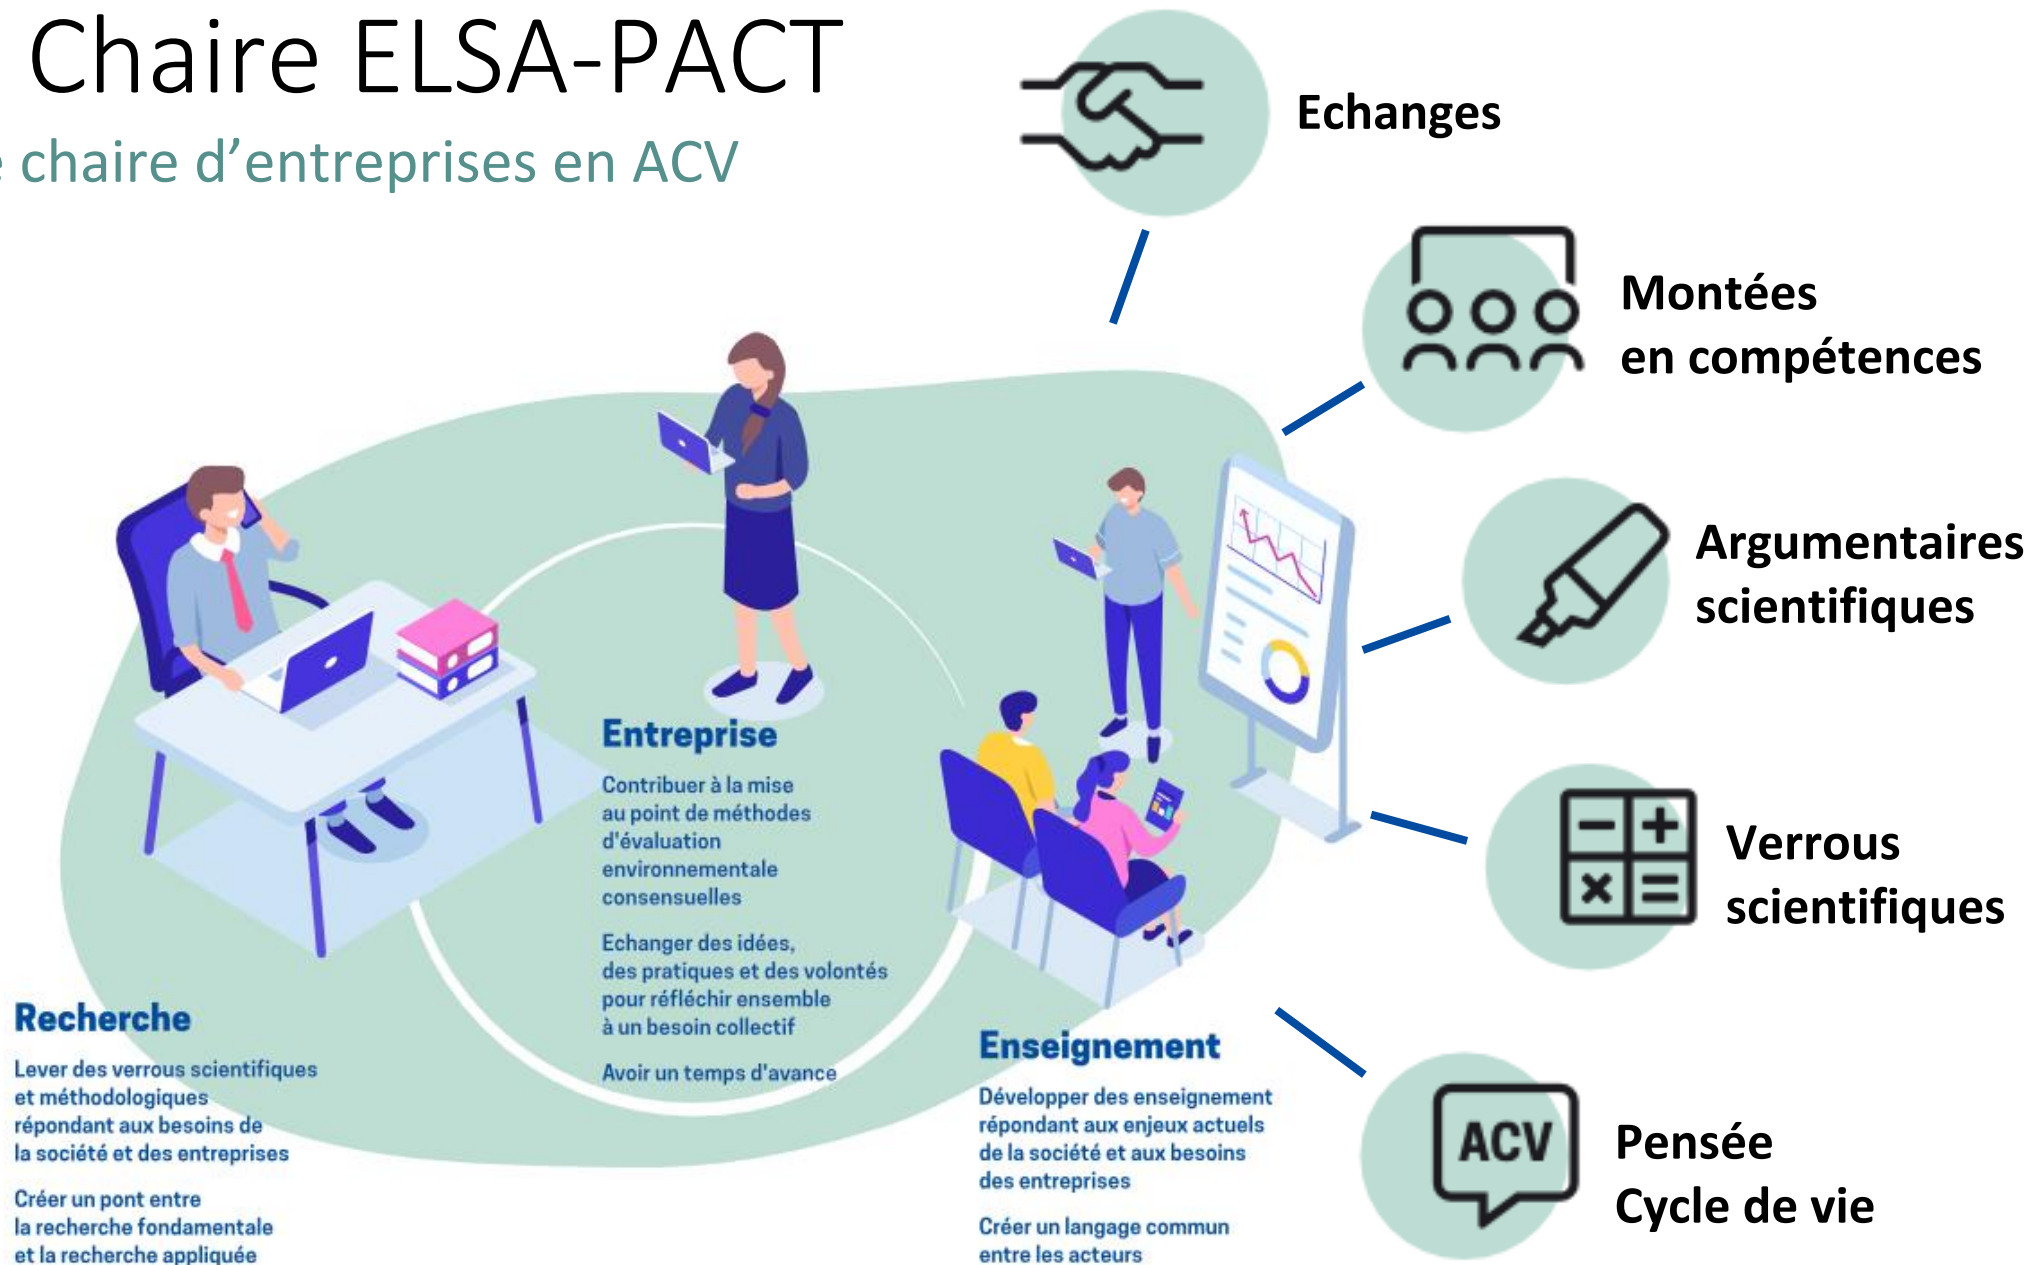 Chaire ELSA-PACT
chaire d'entreprises en ACV
Echanges
Montées
en compétences
Argumentaires
scientifiques
Verrous
scientifiques
ACV
Pensée
Cycle de vie
Entreprise
Contribuer à la mise
au point de méthodes
d'évaluation
environnementale
consensuelles
Echanger des idées,
des pratiques et des volontés
pour réfléchir ensemble
à un besoin collectif
Avoir un temps d'avance
Recherche
Lever des verrous scientifiques
et méthodologiques
répondant aux besoins de
la société et des entreprises
Créer un pont entre
la recherche fondamentale
et la recherche appliquée
Enseignement
Développer des enseignement
répondant aux enjeux actuels
de la société et aux besoins
des entreprises
Créer un langage commun
entre les acteurs